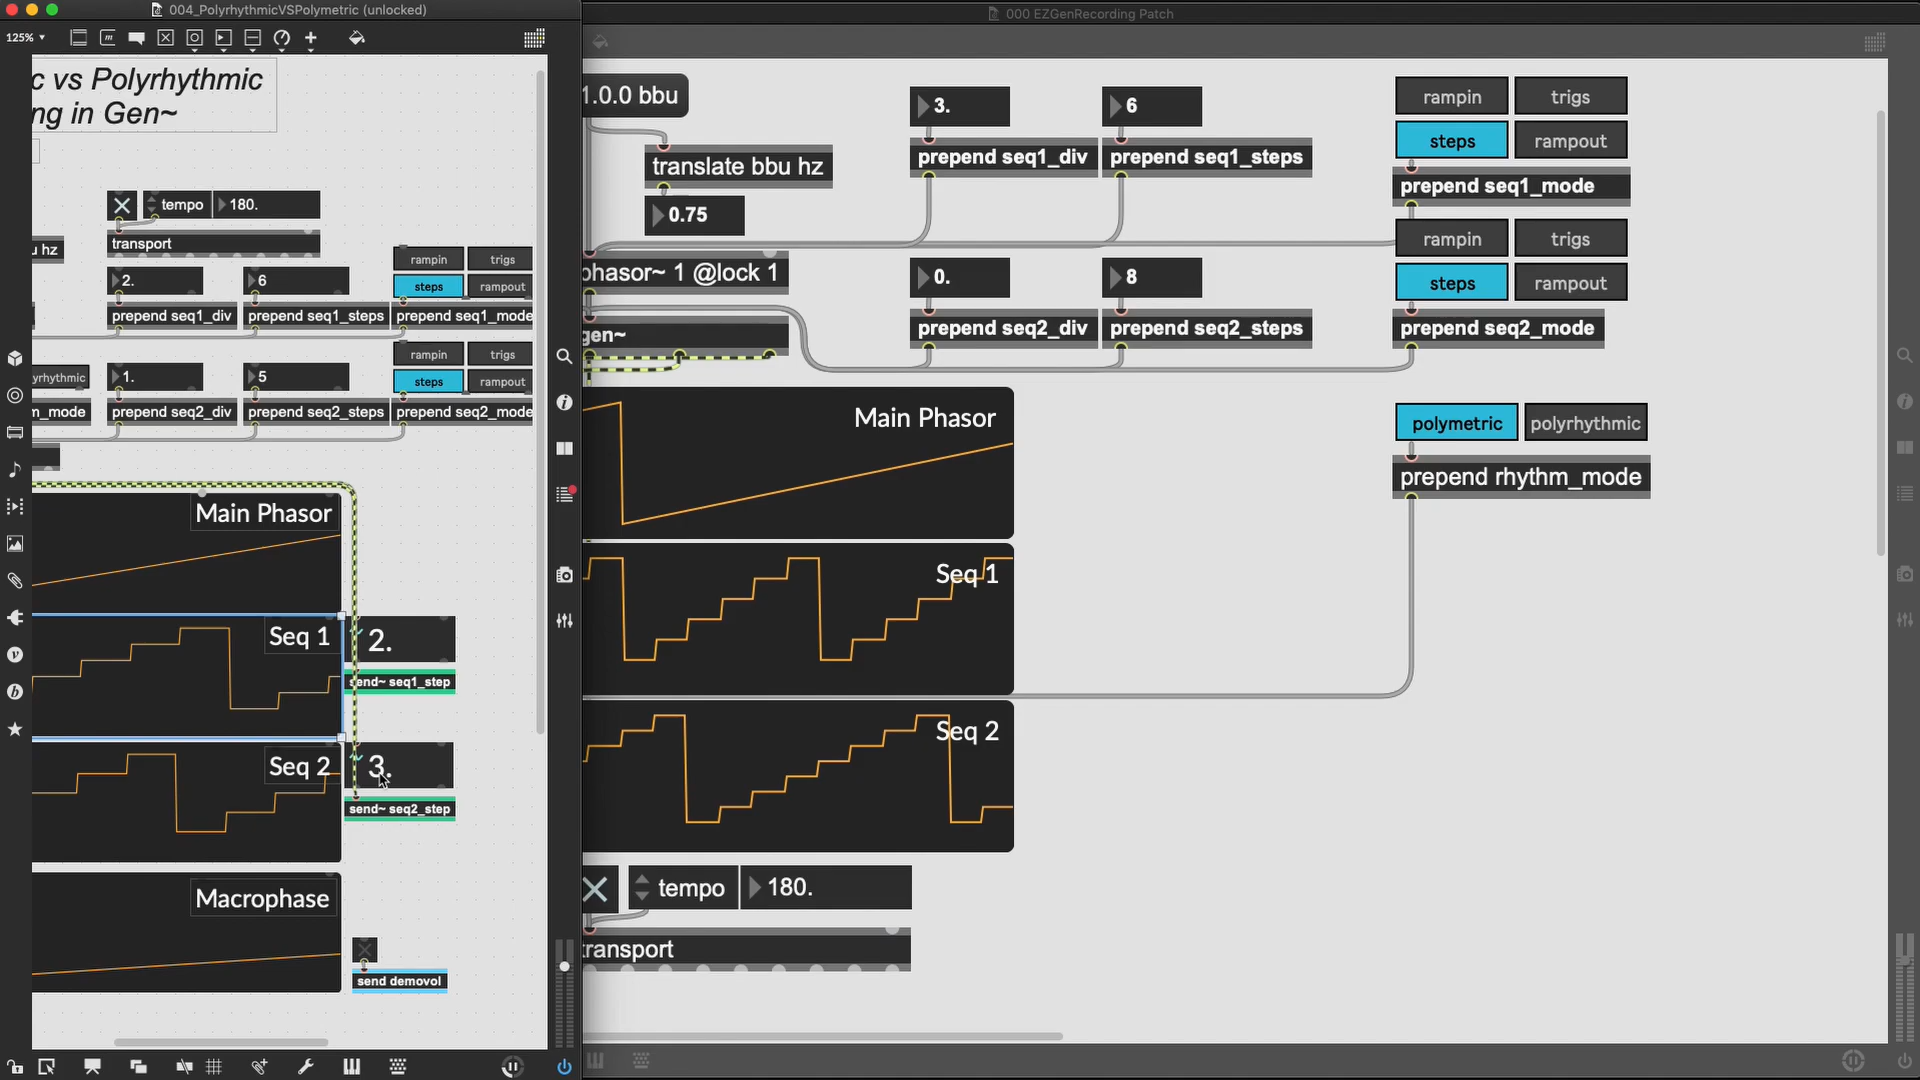 004_PolyrhythmicVSPolymetric (unlocked)
125%
c vs Polyrhythmic
ng in Gen~
tempo
180.
transport
u hz
rampin
trigs
2.
6
steps
rampout
prepend seq1_div
prepend seq1_steps
prepend seq1_mode
rampin
trigs
yrhythmic
1.
5
steps
rampout
m_mode
prepend seq2_div
prepend seq2_steps
prepend seq2_mode
Main Phasor
Seq 1
2.
send~ seq1_step
Seq 2
3.
send~ seq2_step
Macrophase
send demovol
000 EZGenRecording Patch
1.0.0 bbu
translate bbu hz
0.75
3.
6
prepend seq1_div
prepend seq1_steps
rampin
trigs
steps
rampout
prepend seq1_mode
phasor~ 1 @lock 1
gen~
0.
8
prepend seq2_div
prepend seq2_steps
rampin
trigs
steps
rampout
prepend seq2_mode
polymetric
polyrhythmic
prepend rhythm_mode
Main Phasor
Seq 1
Seq 2
tempo
180.
transport